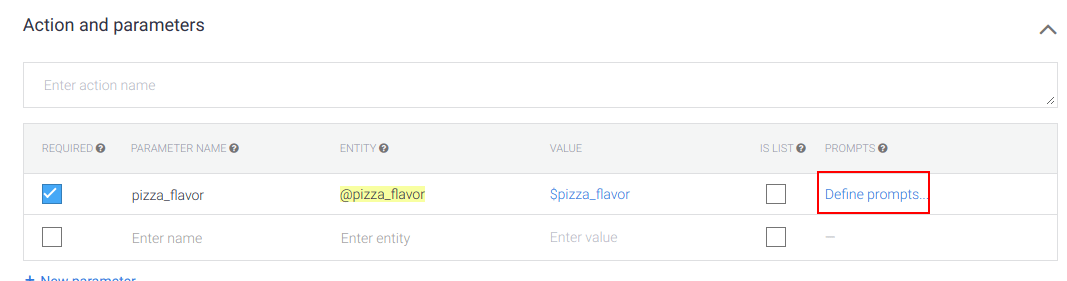 Action and parameters
Enter action name
REQUIRED PARAMETER NAME ENTITY VALUE IS LIST PROMPTS
pizza_flavor @pizza_flavor $pizza_flavor Define prompts...
Enter name Enter entity Enter value —
+ New parameter